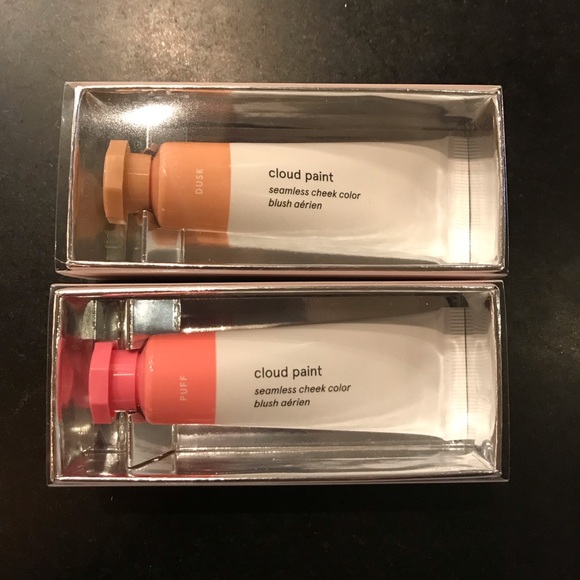 DUSK
cloud paint
seamless cheek color
blush aérien
PUFF
cloud paint
seamless cheek color
blush aérien